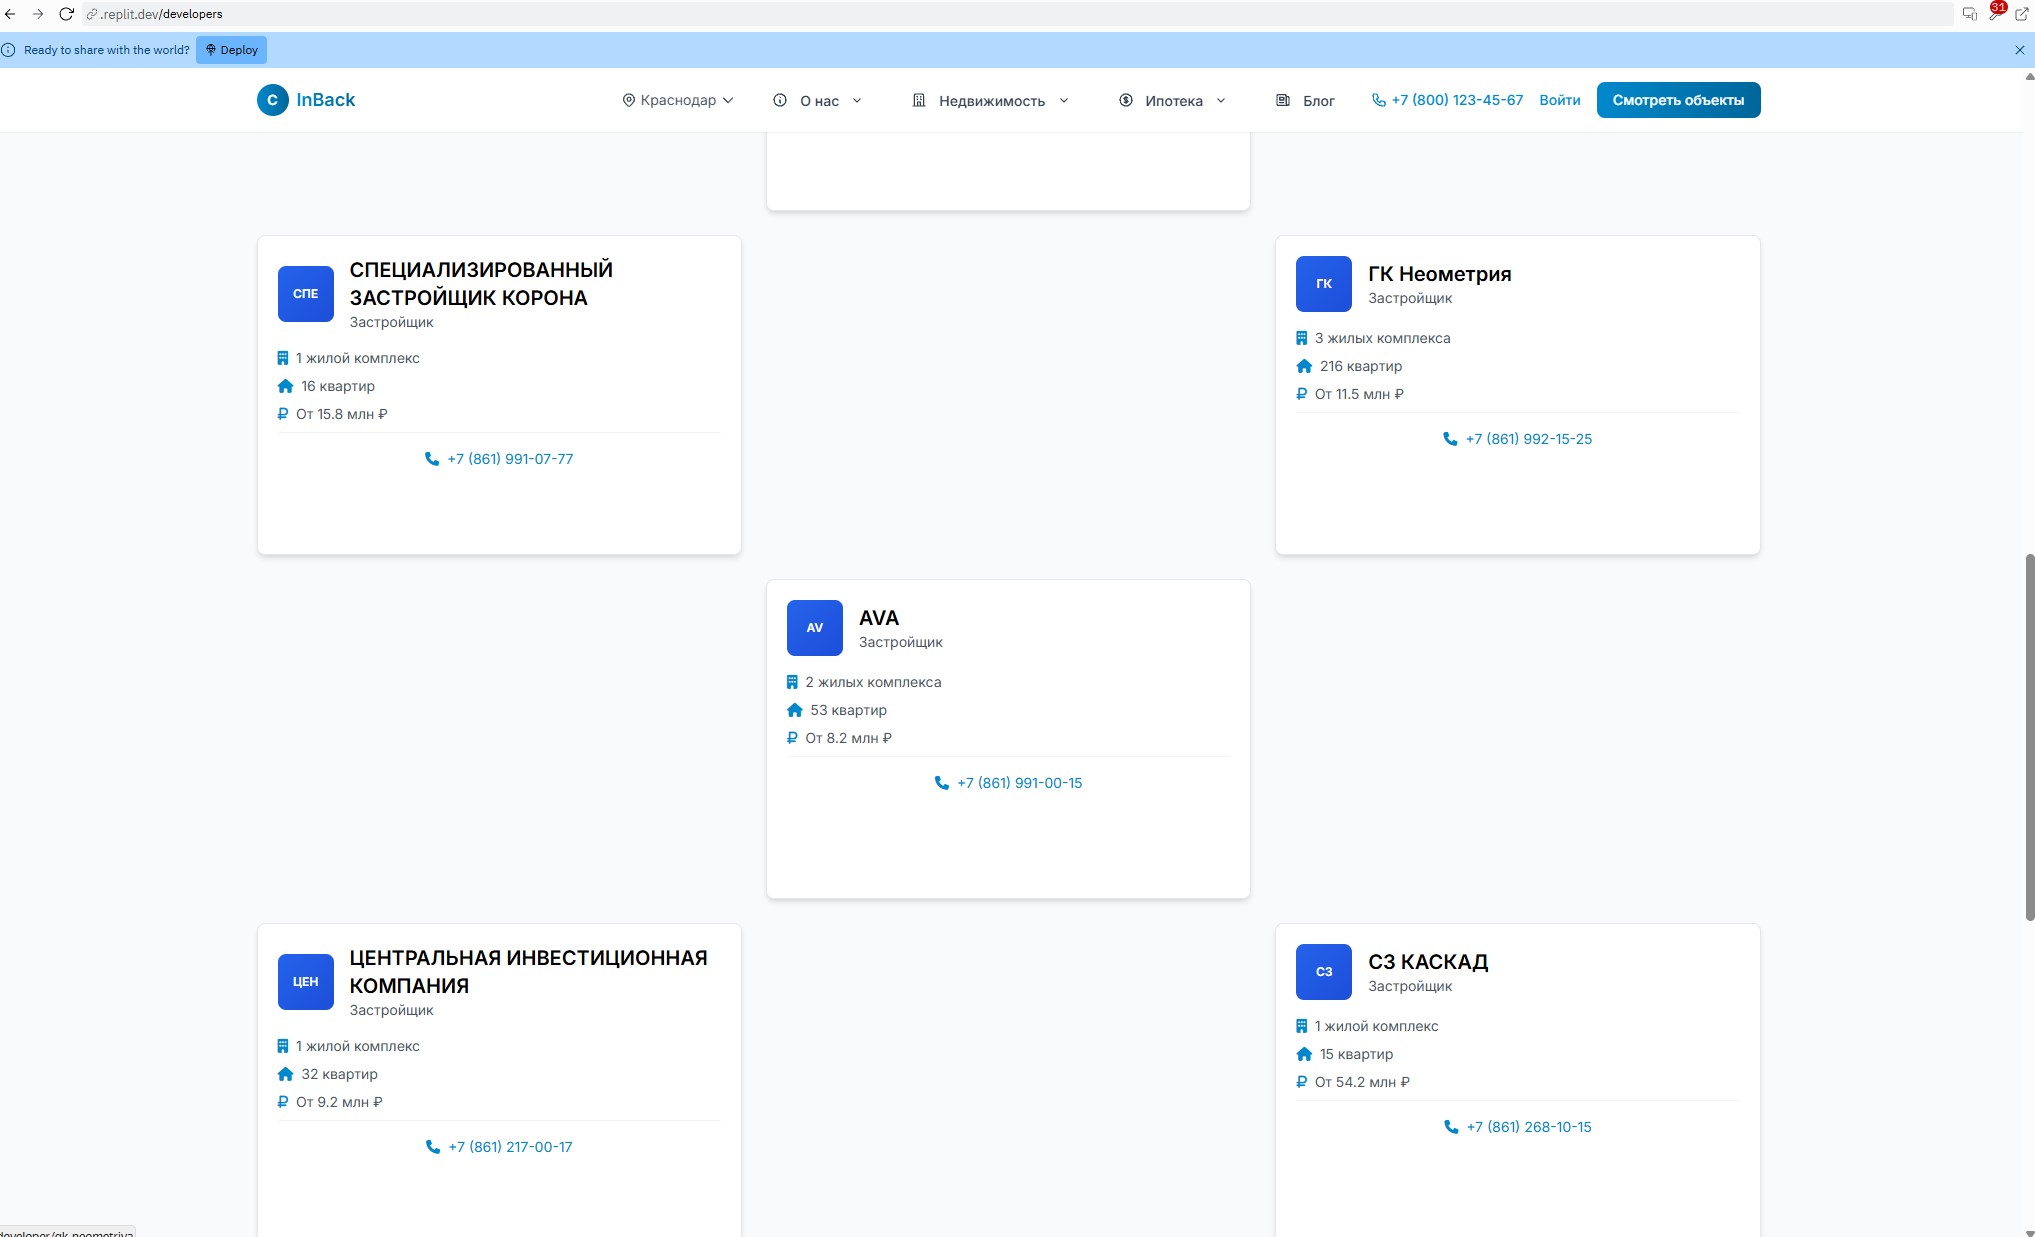 .replit.dev/developers
31
Ready to share with the world?
Deploy
C
InBack
Краснодар
О нас
Недвижимость
Ипотека
Блог
+7 (800) 123-45-67
Войти
Смотреть объекты
СПЕ
СПЕЦИАЛИЗИРОВАННЫЙ
ЗАСТРОЙЩИК КОРОНА
Застройщик
1 жилой комплекс
16 квартир
От 15.8 млн ₽
+7 (861) 991-07-77
ГК
ГК Неометрия
Застройщик
3 жилых комплекса
216 квартир
От 11.5 млн ₽
+7 (861) 992-15-25
AV
AVA
Застройщик
2 жилых комплекса
53 квартир
От 8.2 млн ₽
+7 (861) 991-00-15
ЦЕН
ЦЕНТРАЛЬНАЯ ИНВЕСТИЦИОННАЯ
КОМПАНИЯ
Застройщик
1 жилой комплекс
32 квартир
От 9.2 млн ₽
+7 (861) 217-00-17
СЗ
СЗ КАСКАД
Застройщик
1 жилой комплекс
15 квартир
От 54.2 млн ₽
+7 (861) 268-10-15
developer/gk-neometriya